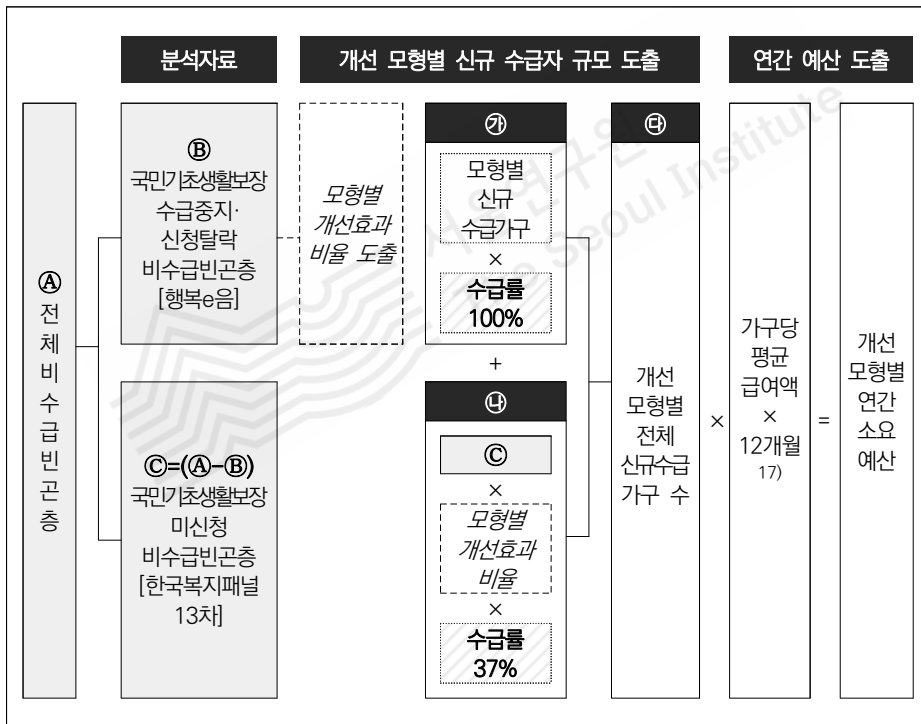 분석자료
개선 모형별 신규 수급자 규모 도출
연간 예산 도출
Ⓐ
전
체
비
수
급
빈
곤
층
Ⓑ
국민기초생활보장
수급중지·
신청탈락
비수급빈곤층
[행복e음]
Ⓒ=(Ⓐ-Ⓑ)
국민기초생활보장
미신청
비수급빈곤층
[한국복지패널
13차]
모형별
개선효과
비율 도출
㉮
모형별
신규
수급가구
×
수급률
100%
+
㉯
Ⓒ
×
모형별
개선효과
비율
×
수급률
37%
㉰
개선
모형별
전체
신규수급
가구 수
×
가구당
평균
급여액
×
12개월
17)
=
개선
모형별
연간
소요
예산
서울연구원
The Seoul Institute